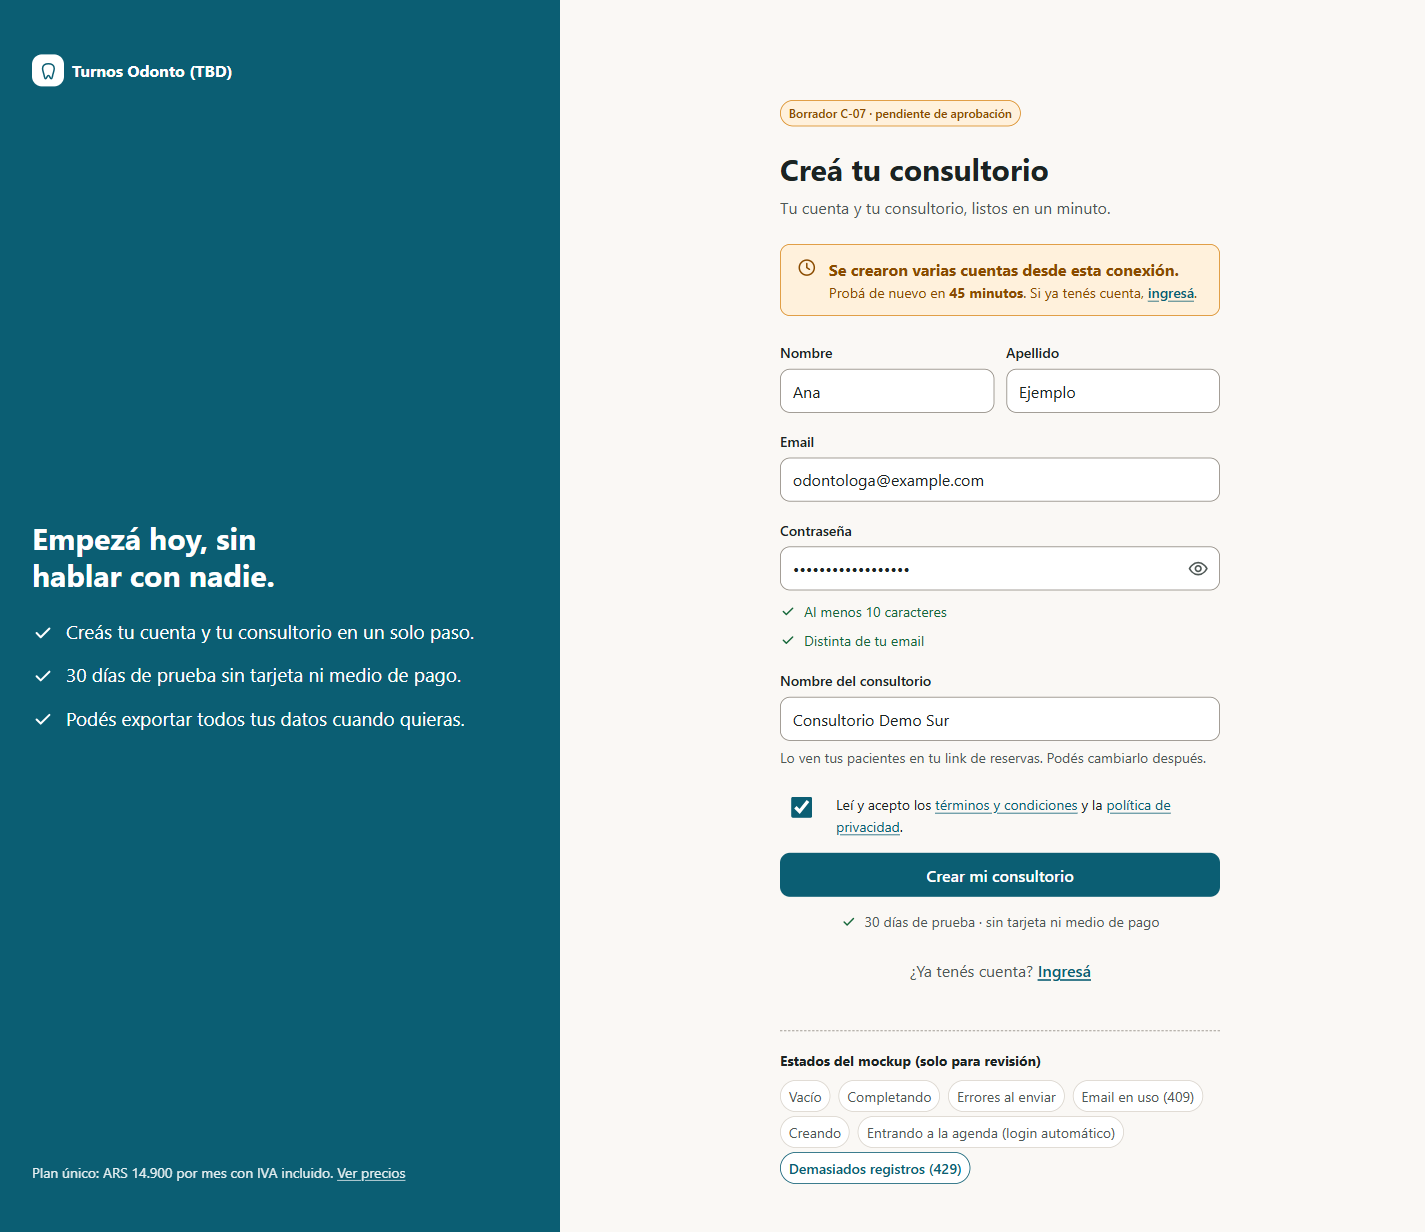 Turnos Odonto (TBD)
Empezá hoy, sin
hablar con nadie.
Creás tu cuenta y tu consultorio en un solo paso.
30 días de prueba sin tarjeta ni medio de pago.
Podés exportar todos tus datos cuando quieras.
Plan único: ARS 14.900 por mes con IVA incluido. Ver precios
Borrador C-07 · pendiente de aprobación
Creá tu consultorio
Tu cuenta y tu consultorio, listos en un minuto.
Se crearon varias cuentas desde esta conexión.
Probá de nuevo en 45 minutos. Si ya tenés cuenta, ingresá.
Nombre Apellido
Ana Ejemplo
Email
odontologa@example.com
Contraseña
••••••••••••••••••
Al menos 10 caracteres
Distinta de tu email
Nombre del consultorio
Consultorio Demo Sur
Lo ven tus pacientes en tu link de reservas. Podés cambiarlo después.
Leí y acepto los términos y condiciones y la política de
privacidad.
Crear mi consultorio
30 días de prueba · sin tarjeta ni medio de pago
¿Ya tenés cuenta? Ingresá
Estados del mockup (solo para revisión)
Vacío Completando Errores al enviar Email en uso (409)
Creando Entrando a la agenda (login automático)
Demasiados registros (429)